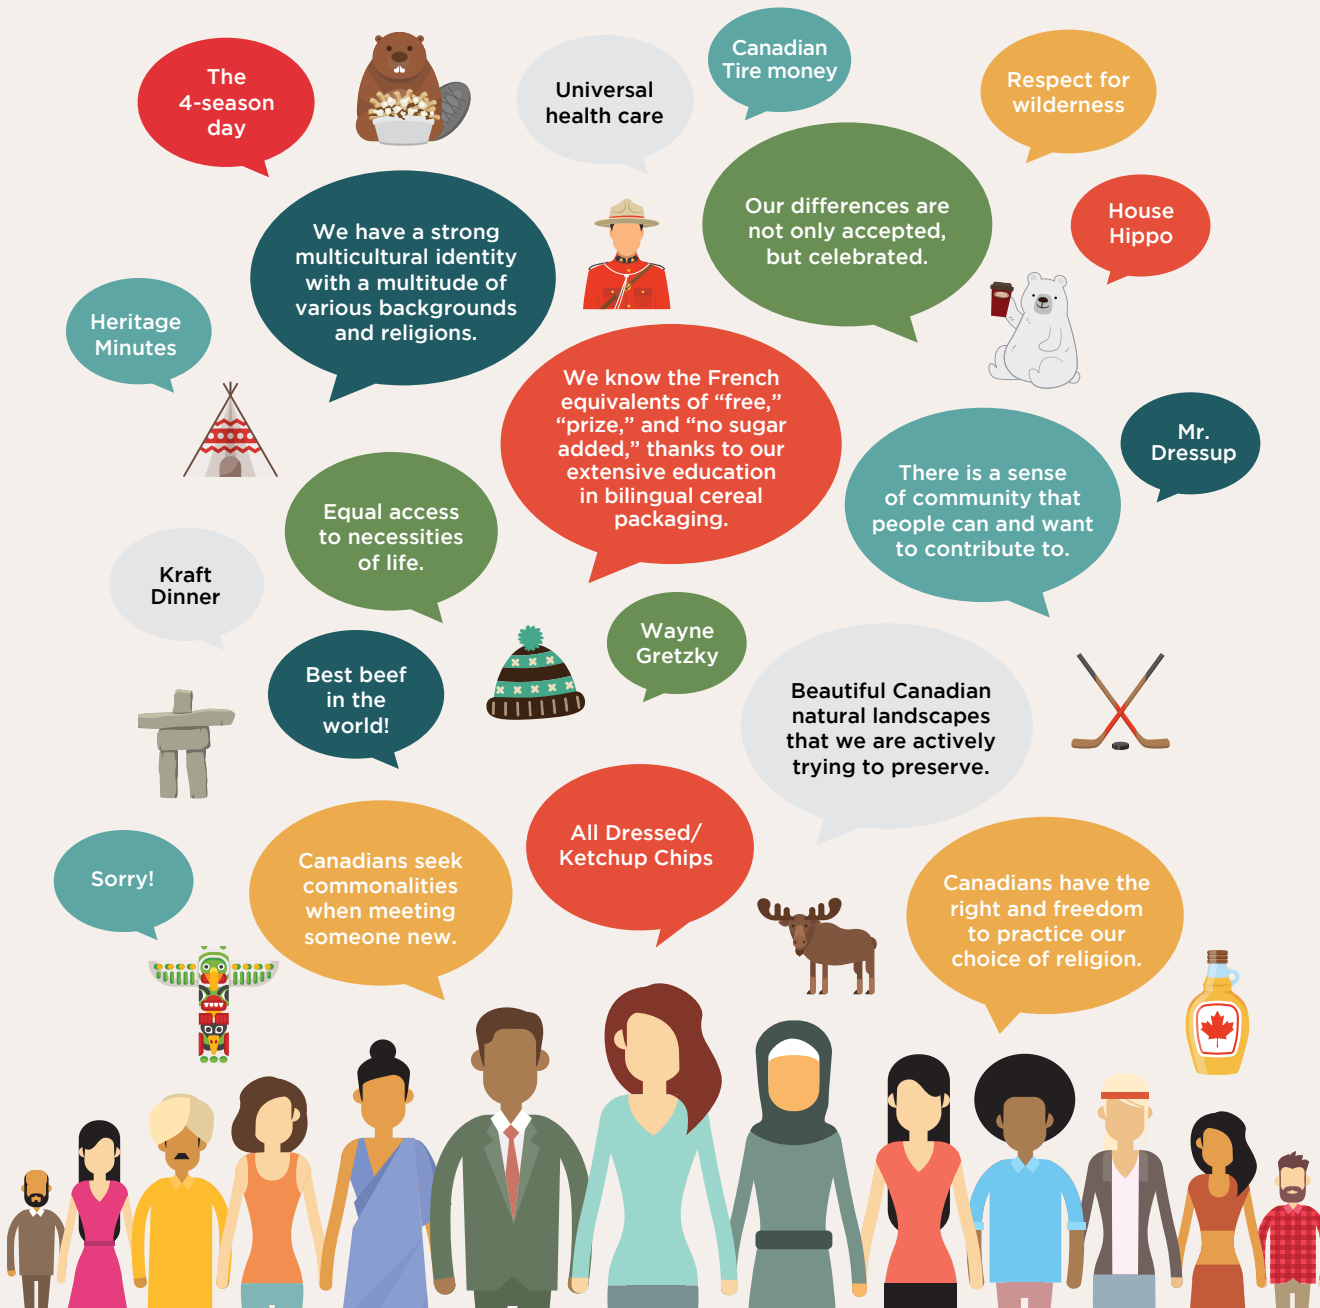 The
4-season
day
Universal
health care
Canadian
Tire money
Respect for
wilderness
We have a strong
multicultural identity
with a multitude of
various backgrounds
and religions.
Our differences are
not only accepted,
but celebrated.
House
Hippo
Heritage
Minutes
We know the French
equivalents of “free,”
“prize,” and “no sugar
added,” thanks to our
extensive education
in bilingual cereal
packaging.
Mr.
Dressup
There is a sense
of community that
people can and want
to contribute to.
Equal access
to necessities
of life.
Kraft
Dinner
Wayne
Gretzky
Best beef
in the
world!
Beautiful Canadian
natural landscapes
that we are actively
trying to preserve.
All Dressed/
Ketchup Chips
Sorry!
Canadians seek
commonalities
when meeting
someone new.
Canadians have the
right and freedom
to practice our
choice of religion.